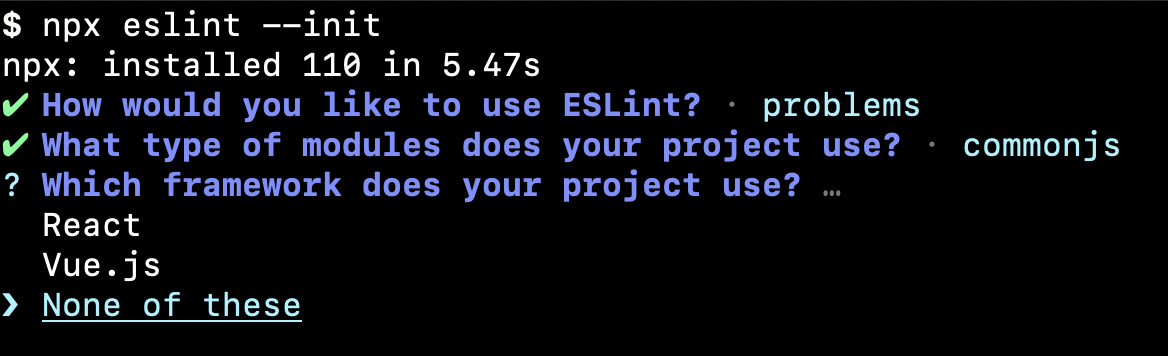 $ npx eslint --init
npx: installed 110 in 5.47s
✔ How would you like to use ESLint? · problems
✔ What type of modules does your project use? · commonjs
? Which framework does your project use? …
React
Vue.js
❯ None of these